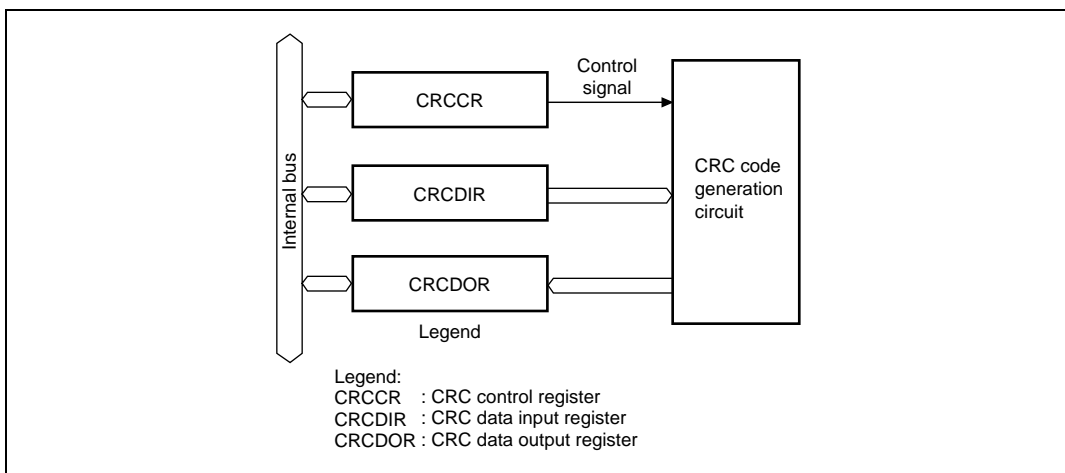 Internal bus
CRCCR
Control
signal
CRCDIR
CRC code
generation
circuit
CRCDOR
Legend
Legend:
CRCCR : CRC control register
CRCDIR : CRC data input register
CRCDOR : CRC data output register